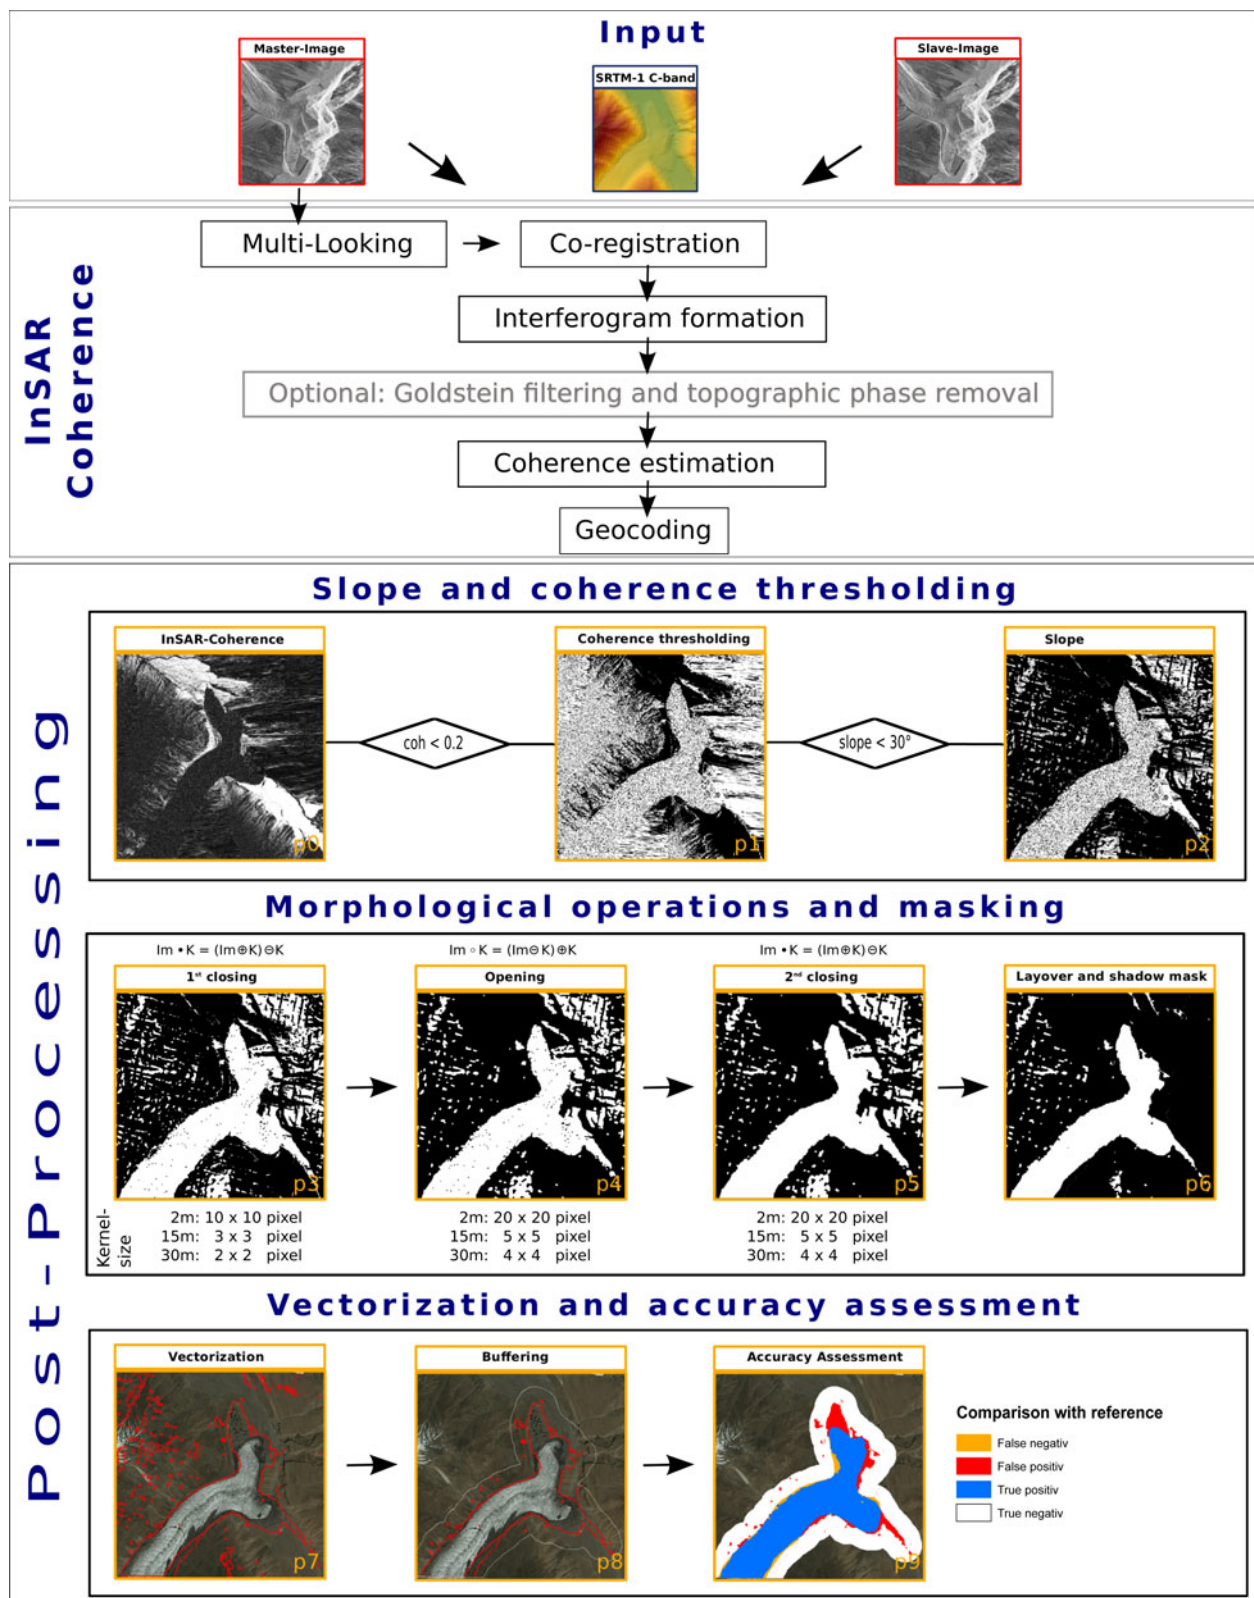 Input
Master-Image
SRTM-1 C-band
Slave-Image
InSAR
Coherence
Multi-Looking
Co-registration
Interferogram formation
Optional: Goldstein filtering and topographic phase removal
Coherence estimation
Geocoding
Post-Processing
Slope and coherence thresholding
InSAR-Coherence
Coherence thresholding
Slope
coh < 0.2
slope < 30°
p0
p1
p2
Morphological operations and masking
Im •K = (Im⊕K)⊖K
Im ∘K = (Im⊖K)⊕K
Im •K = (Im⊕K)⊖K
1st closing
Opening
2nd closing
Layover and shadow mask
p3
p4
p5
p6
Kernel-
size
2m: 10 x 10 pixel
15m: 3 x 3 pixel
30m: 2 x 2 pixel
2m: 20 x 20 pixel
15m: 5 x 5 pixel
30m: 4 x 4 pixel
2m: 20 x 20 pixel
15m: 5 x 5 pixel
30m: 4 x 4 pixel
Vectorization and accuracy assessment
Vectorization
Buffering
Accuracy Assessment
p7
p8
p9
Comparison with reference
False negativ
False positiv
True positiv
True negativ